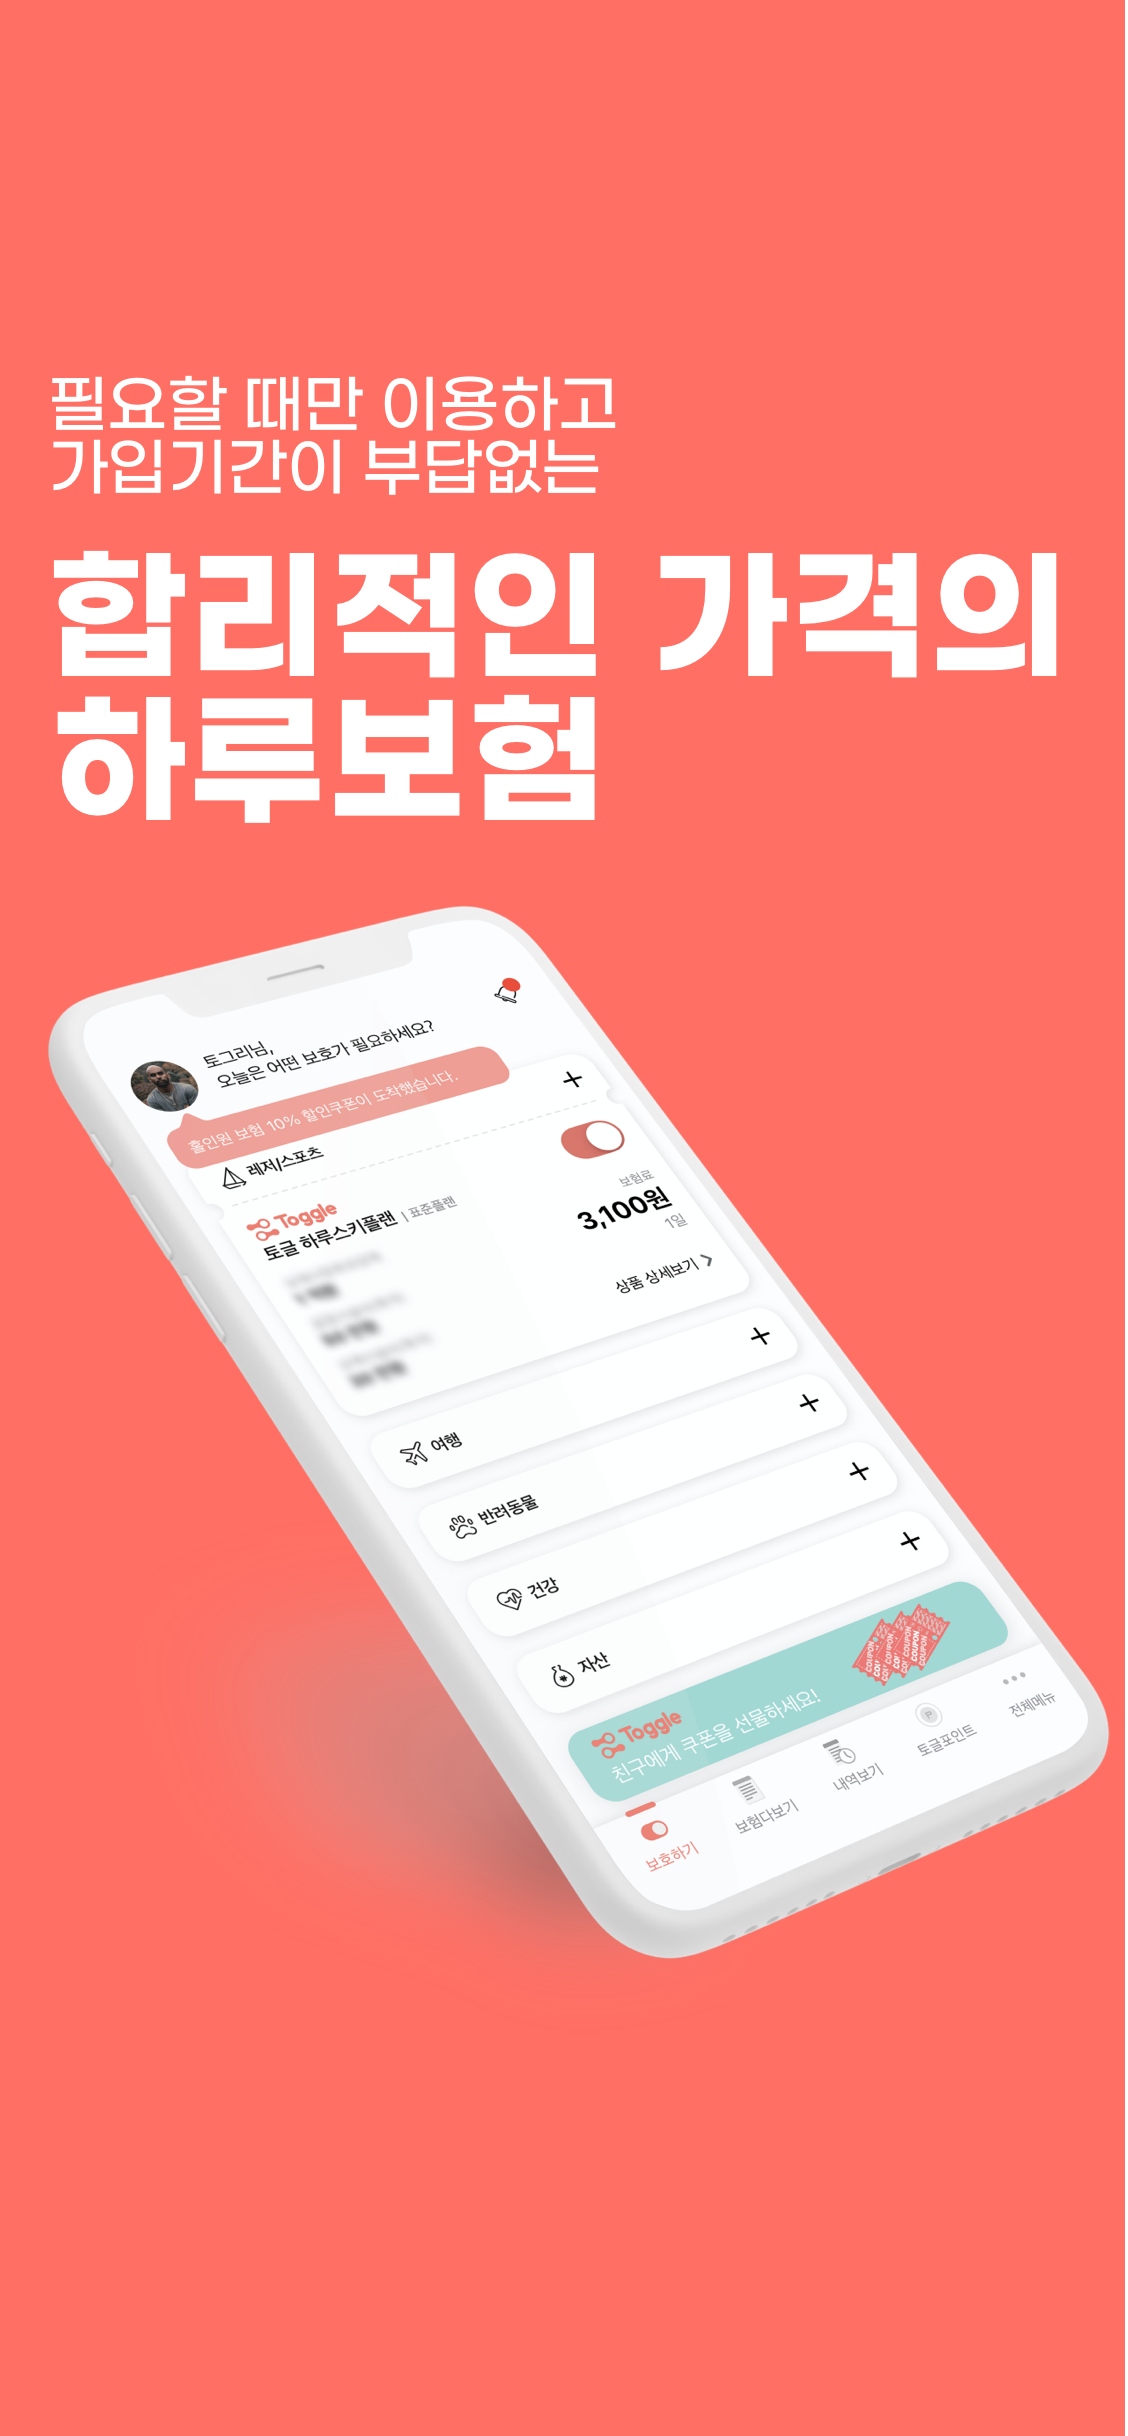 필요할 때만 이용하고
가입기간이 부답없는
합리적인 가격의
하루보험
토그리님,
오늘은 어떤 보호가 필요하세요?
홀인원 보험 10% 할인쿠폰이 도착했습니다.
레저/스포츠
Toggle
토글 하루스키플랜 | 표준플랜
보험료
3,100원
1일
상품 상세보기
여행
반려동물
건강
자산
Toggle
친구에게 쿠폰을 선물하세요!
COUPON
COUPON
COUPON
COUPON
보호하기
보험다보기
내역보기
P
토글포인트
전체메뉴